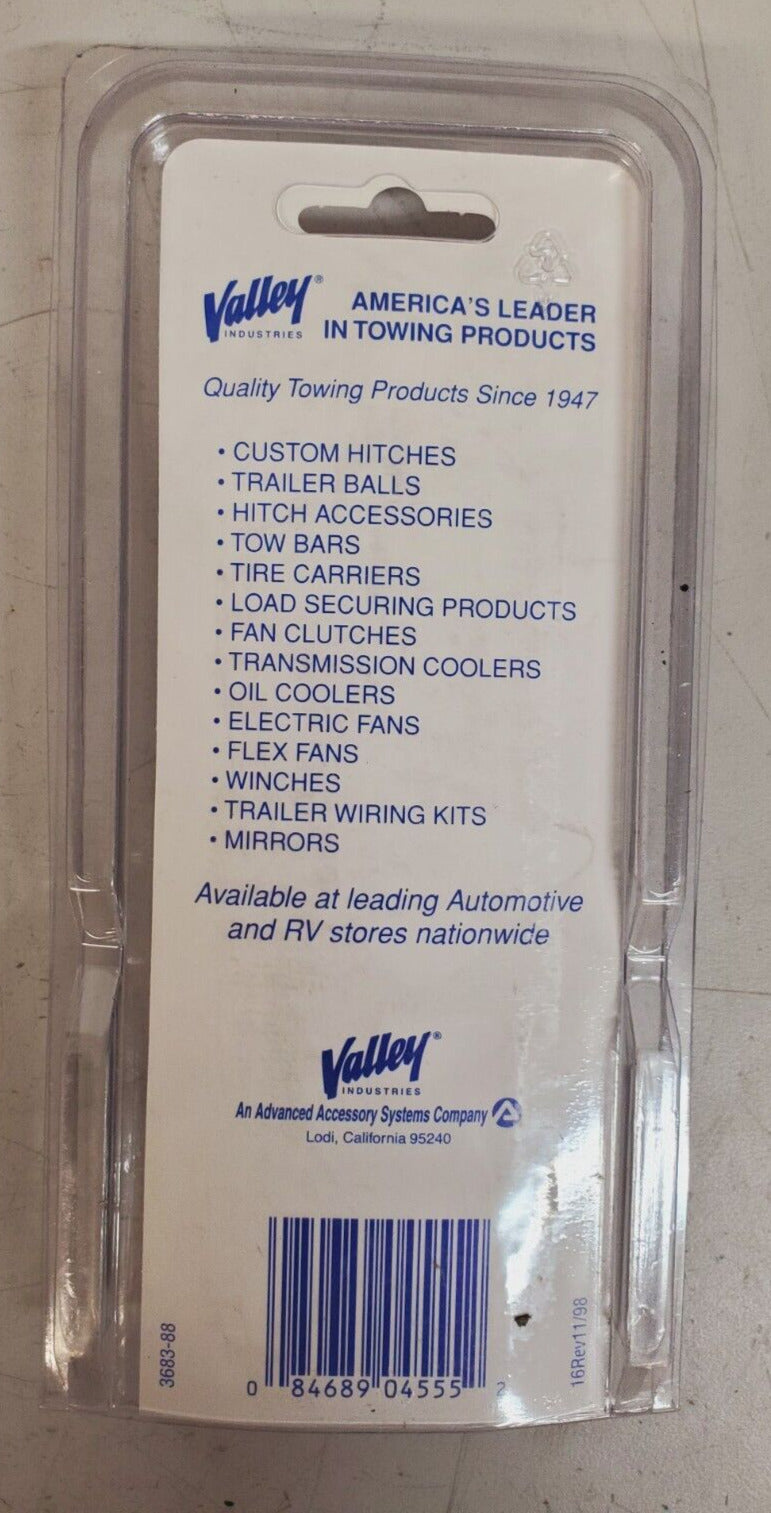 Valley®
INDUSTRIES
AMERICA'S LEADER
IN TOWING PRODUCTS
Quality Towing Products Since 1947
• CUSTOM HITCHES
• TRAILER BALLS
• HITCH ACCESSORIES
• TOW BARS
• TIRE CARRIERS
• LOAD SECURING PRODUCTS
• FAN CLUTCHES
• TRANSMISSION COOLERS
• OIL COOLERS
• ELECTRIC FANS
• FLEX FANS
• WINCHES
• TRAILER WIRING KITS
• MIRRORS
Available at leading Automotive
and RV stores nationwide
Valley®
INDUSTRIES
An Advanced Accessory Systems Company
Lodi, California 95240
3683-88
0 84689 04555 2
16Rev11/98